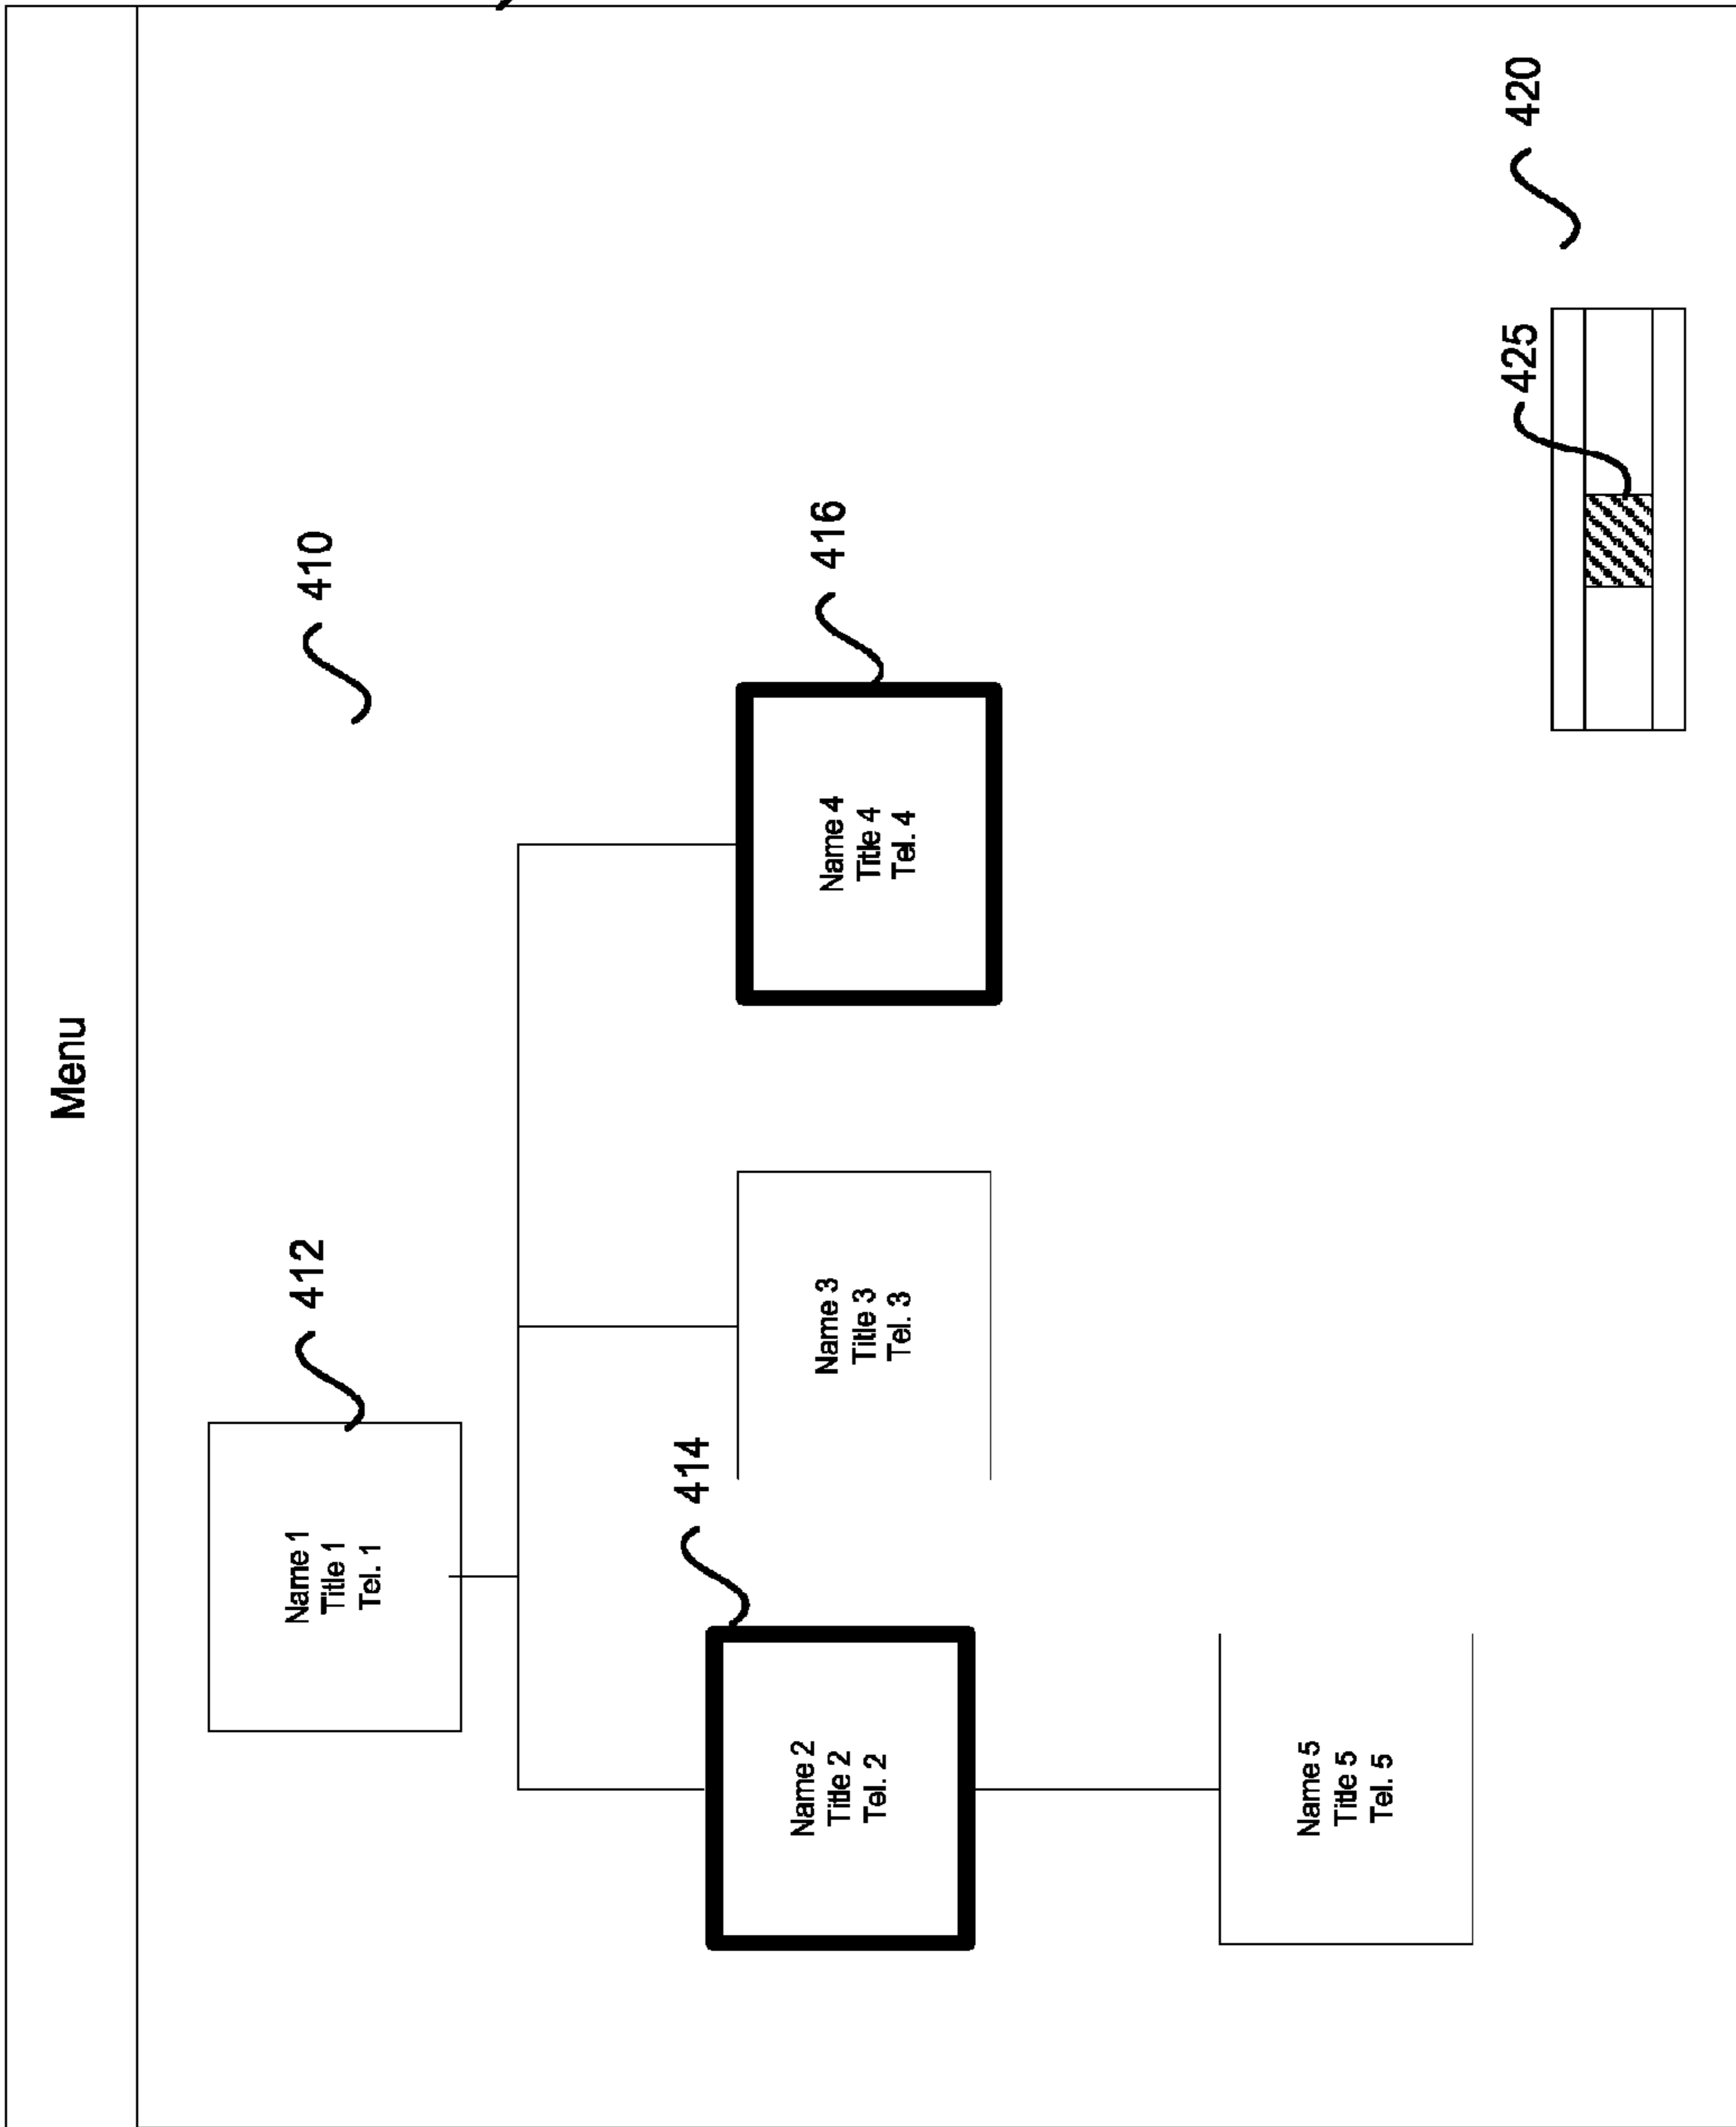 Menu
410
412
Name 1
Title 1
Tel. 1
414
416
Name 2
Title 2
Tel. 2
Name 3
Title 3
Tel. 3
Name 4
Title 4
Tel. 4
Name 5
Title 5
Tel. 5
425
420